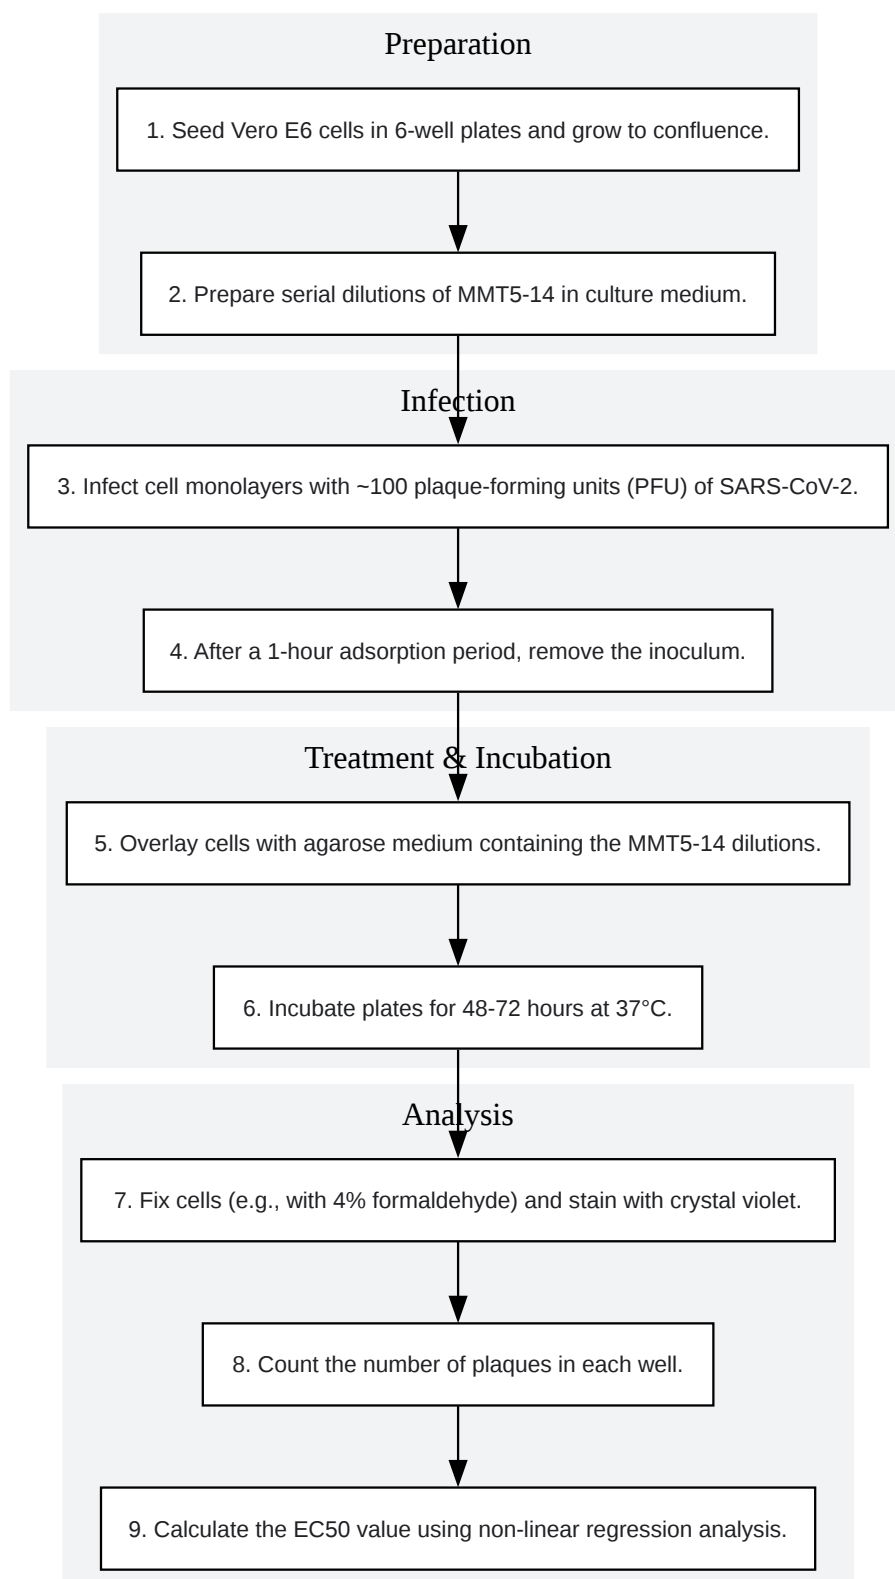 Preparation
1. Seed Vero E6 cells in 6-well plates and grow to confluence.
2. Prepare serial dilutions of MMT5-14 in culture medium.
Infection
3. Infect cell monolayers with ~100 plaque-forming units (PFU) of SARS-CoV-2.
4. After a 1-hour adsorption period, remove the inoculum.
Treatment & Incubation
5. Overlay cells with agarose medium containing the MMT5-14 dilutions.
6. Incubate plates for 48-72 hours at 37°C.
Analysis
7. Fix cells (e.g., with 4% formaldehyde) and stain with crystal violet.
8. Count the number of plaques in each well.
9. Calculate the EC50 value using non-linear regression analysis.